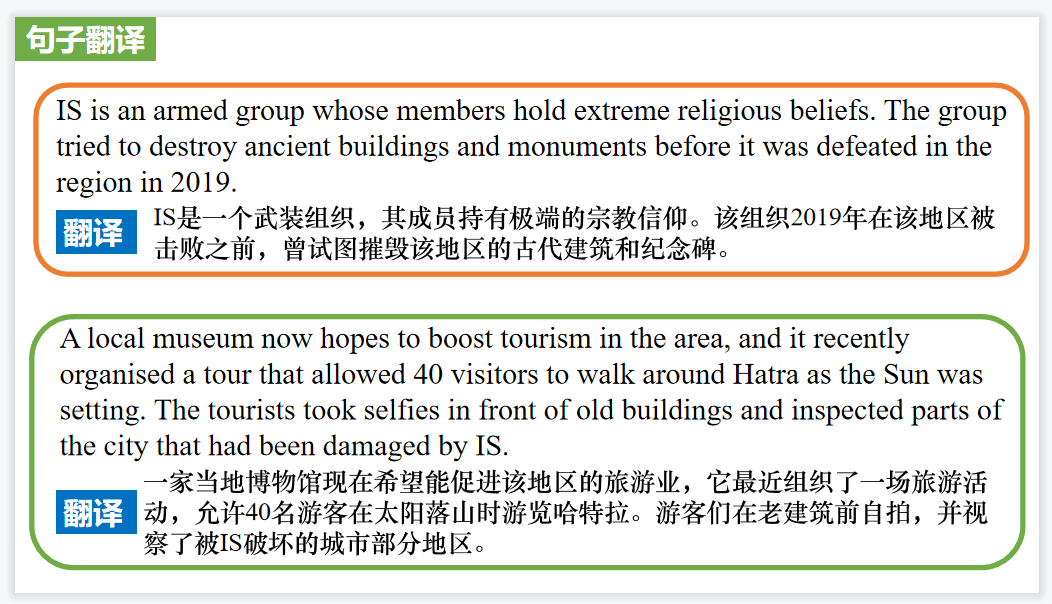 句子翻译
IS is an armed group whose members hold extreme religious beliefs. The group
tried to destroy ancient buildings and monuments before it was defeated in the
region in 2019.
翻译
IS是一个武装组织，其成员持有极端的宗教信仰。该组织2019年在该地区被
击败之前，曾试图摧毁该地区的古代建筑和纪念碑。
A local museum now hopes to boost tourism in the area, and it recently
organised a tour that allowed 40 visitors to walk around Hatra as the Sun was
setting. The tourists took selfies in front of old buildings and inspected parts of
the city that had been damaged by IS.
翻译
一家当地博物馆现在希望能促进该地区的旅游业，它最近组织了一场旅游活
动，允许40名游客在太阳落山时游览哈特拉。游客们在老建筑前自拍，并视
察了被IS破坏的城市部分地区。